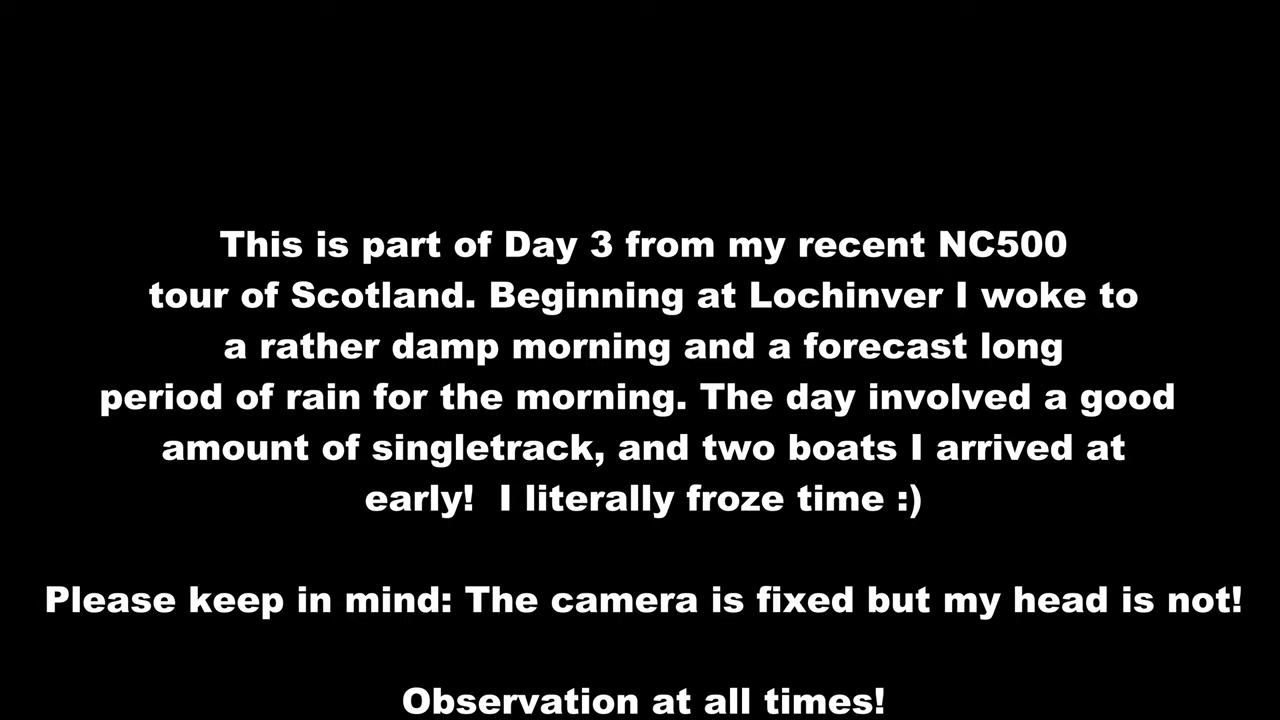 This is part of Day 3 from my recent NC500
tour of Scotland. Beginning at Lochinver I woke to
a rather damp morning and a forecast long
period of rain for the morning. The day involved a good
amount of singletrack, and two boats I arrived at
early!  I literally froze time :)
Please keep in mind: The camera is fixed but my head is not!
Observation at all times!